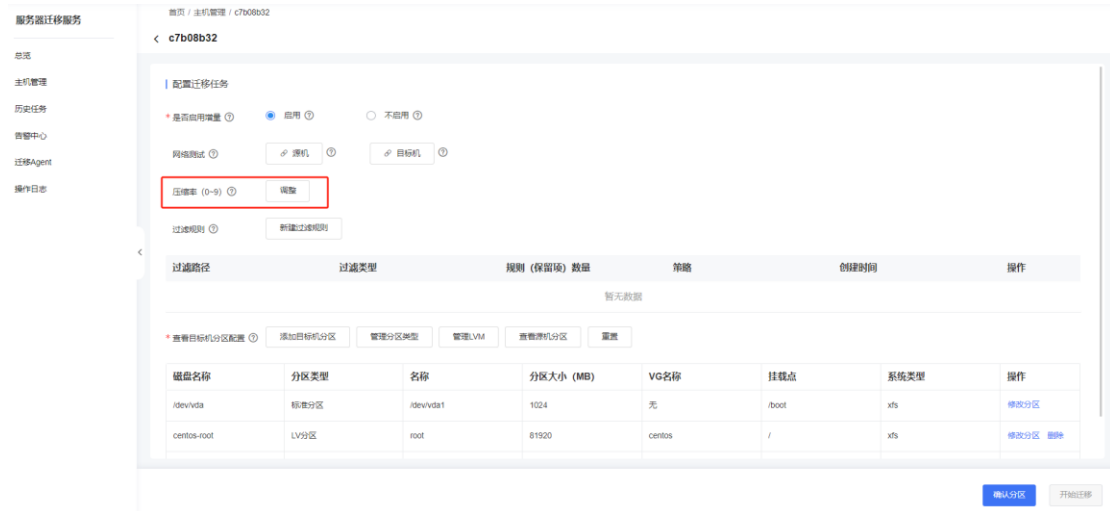 服务器迁移服务
首页 / 主机管理 / c7b08b32
c7b08b32
总览
主机管理
历史任务
告警中心
迁移Agent
操作日志
配置迁移任务
* 是否启用增量 启用 不启用
网络测试 源机 目标机
压缩率 (0~9) 调整
过滤规则 新建过滤规则
过滤路径 过滤类型 规则 (保留项) 数量 策略 创建时间 操作
暂无数据
* 查看目标机分区配置 添加目标机分区 管理分区类型 管理LVM 查看源机分区 重置
磁盘名称 分区类型 名称 分区大小 (MB) VG名称 挂载点 系统类型 操作
/dev/vda 标准分区 /dev/vda1 1024 无 /boot xfs 修改分区
centos-root LV分区 root 81920 centos / xfs 修改分区 删除
确认分区 开始迁移